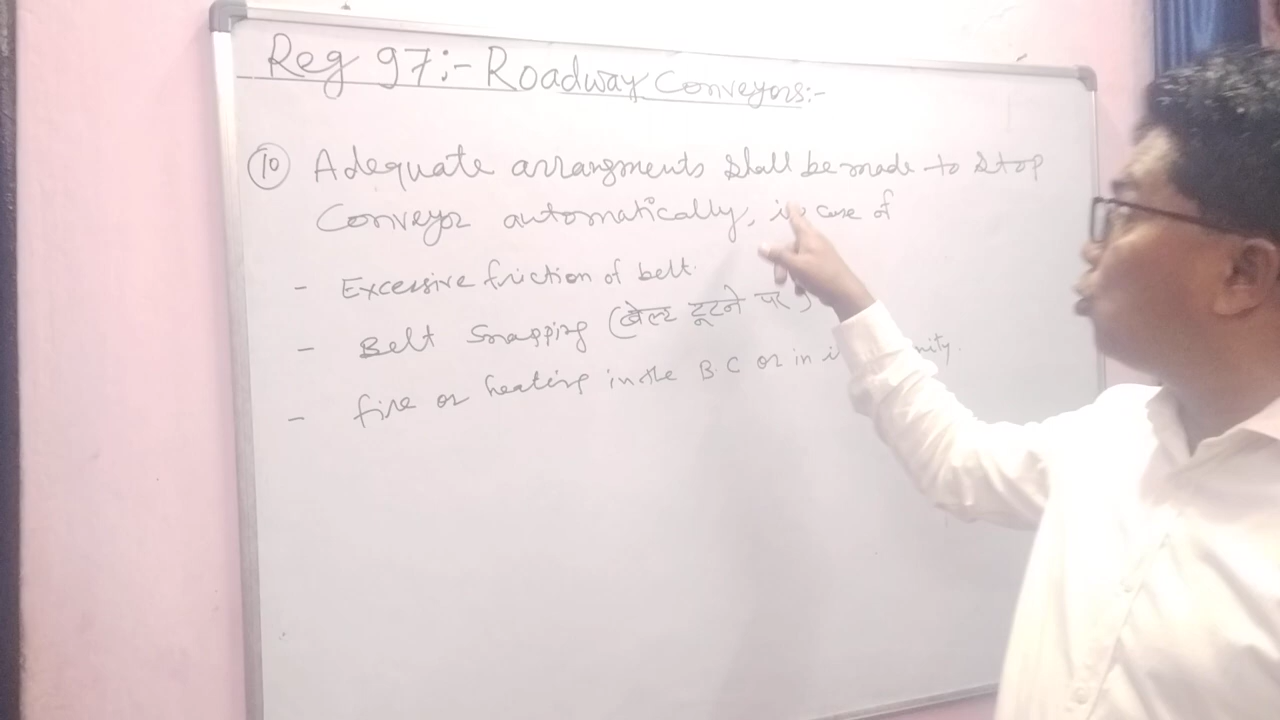 Reg 97:- Roadway Conveyors:-
10 Adequate arrangments shall be made to stop
Conveyor automatically, in case of
- Excessive friction of belt.
- Belt Snapping (बेल्ट टूटने पर)
- fire or heating in the B.C or in